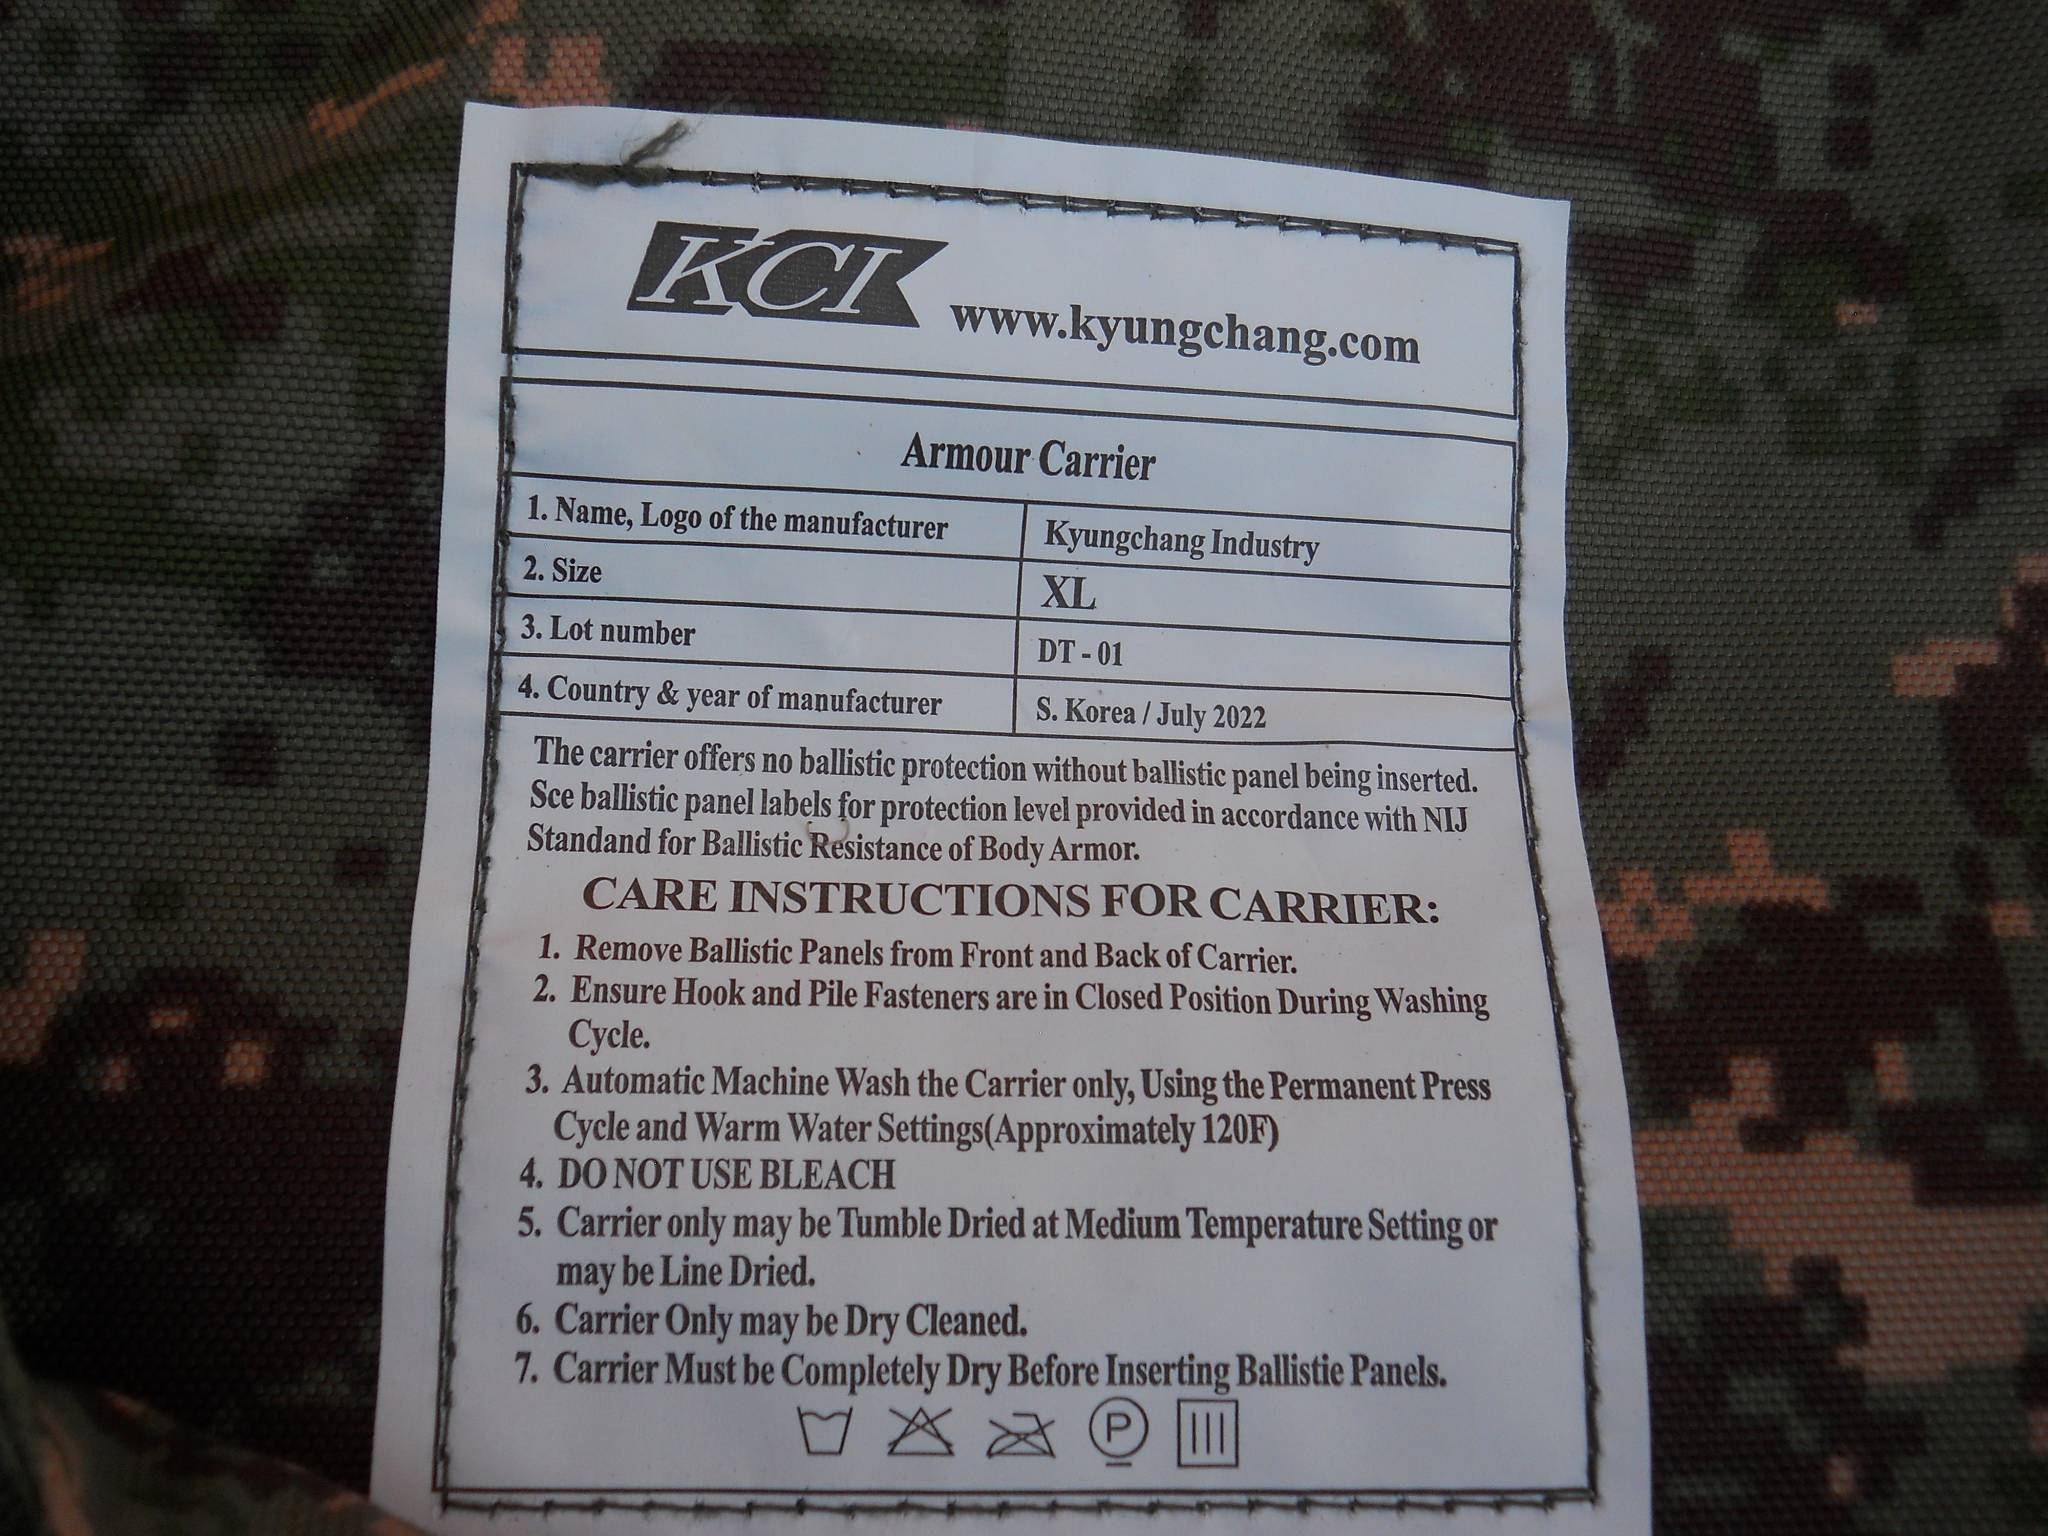 KCI www.kyungchang.com
Armour Carrier
1. Name, Logo of the manufacturer Kyungchang Industry
2. Size XL
3. Lot number DT - 01
4. Country & year of manufacturer S. Korea / July 2022
The carrier offers no ballistic protection without ballistic panel being inserted.
Sce ballistic panel labels for protection level provided in accordance with NIJ
Standand for Ballistic Resistance of Body Armor.
CARE INSTRUCTIONS FOR CARRIER:
1. Remove Ballistic Panels from Front and Back of Carrier.
2. Ensure Hook and Pile Fasteners are in Closed Position During Washing
Cycle.
3. Automatic Machine Wash the Carrier only, Using the Permanent Press
Cycle and Warm Water Settings(Approximately 120F)
4. DO NOT USE BLEACH
5. Carrier only may be Tumble Dried at Medium Temperature Setting or
may be Line Dried.
6. Carrier Only may be Dry Cleaned.
7. Carrier Must be Completely Dry Before Inserting Ballistie Panels.
P